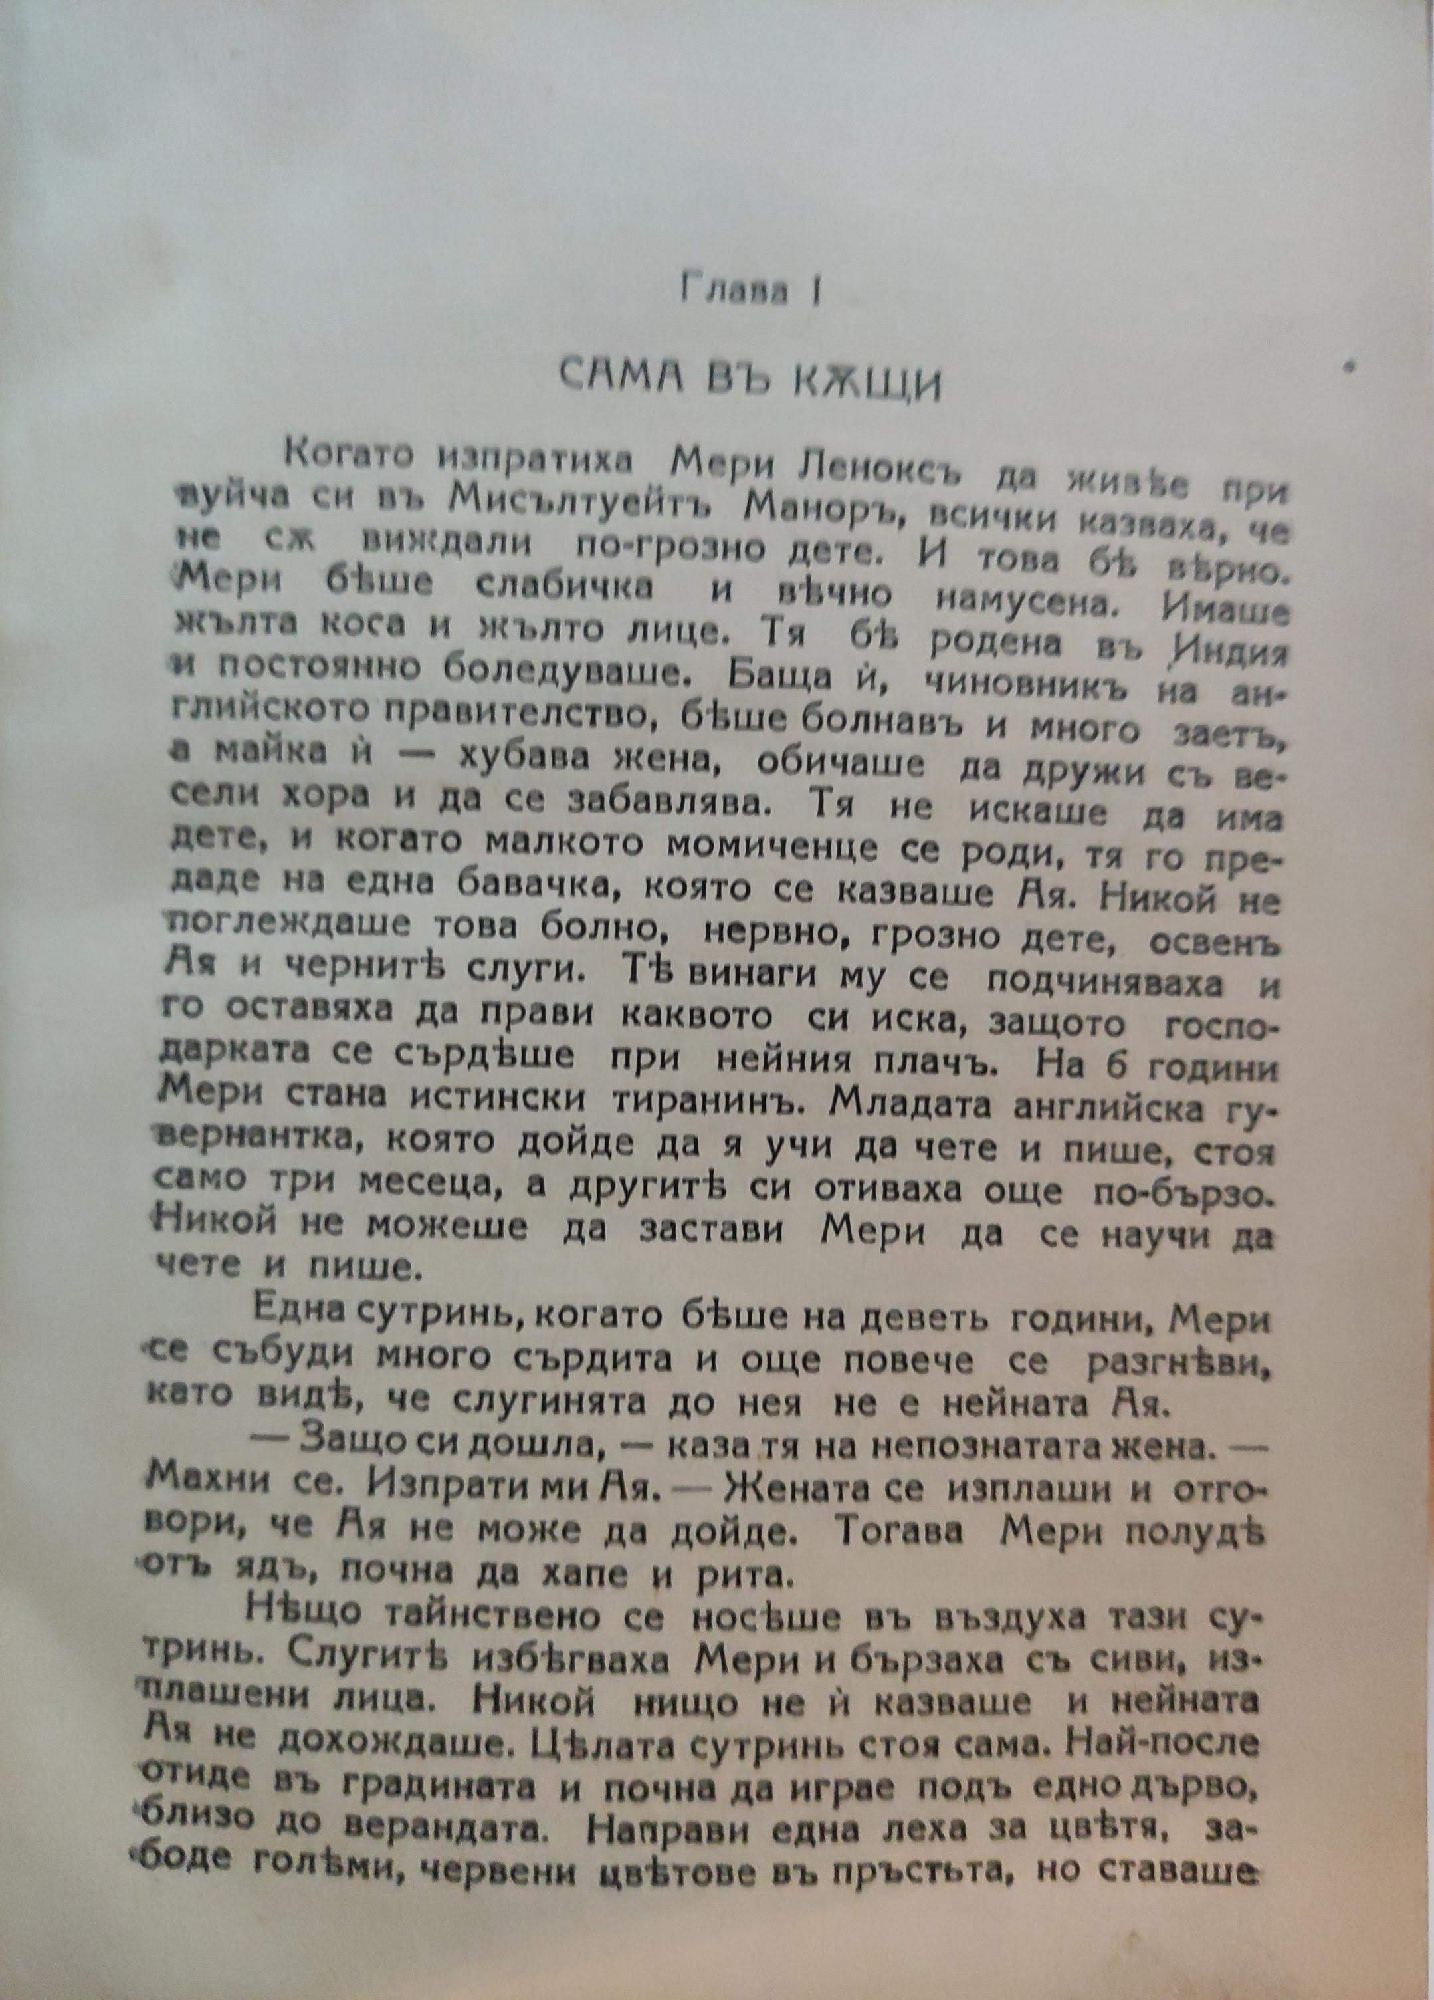 Глава I
САМА ВЪ КѪЩИ
Когато изпратиха Мери Леноксъ да живѣе при
вуйча си въ Мисълтуейтъ Маноръ, всички казваха, че
не сѫ виждали по-грозно дете. И това бѣ вѣрно.
Мери бѣше слабичка и вѣчно намусена. Имаше
жълта коса и жълто лице. Тя бѣ родена въ Индия
и постоянно боледуваше. Баща ѝ, чиновникъ на ан-
глийското правителство, бѣше болнавъ и много заетъ,
а майка ѝ — хубава жена, обичаше да дружи съ ве-
сели хора и да се забавлява. Тя не искаше да има
дете, и когато малкото момиченце се роди, тя го пре-
даде на една бавачка, която се казваше Ая. Никой не
поглеждаше това болно, нервно, грозно дете, освенъ
Ая и чернитѣ слуги. Тѣ винаги му се подчиняваха и
го оставяха да прави каквото си иска, защото госпо-
дарката се сърдѣше при нейния плачъ. На 6 години
Мери стана истински тиранинъ. Младата английска гу-
вернантка, която дойде да я учи да чете и пише, стоя
само три месеца, а другитѣ си отиваха още по-бързо.
Никой не можеше да застави Мери да се научи да
чете и пише.
Една сутринь, когато бѣше на деветь години, Мери
се събуди много сърдита и още повече се разгнѣви,
като видѣ, че слугинята до нея не е нейната Ая.
— Защо си дошла, — каза тя на непознатата жена. —
Махни се. Изпрати ми Ая. — Жената се изплаши и отго-
вори, че Ая не може да дойде. Тогава Мери полудѣ
отъ ядъ, почна да хапе и рита.
Нѣщо тайнствено се носѣше въ въздуха тази су-
тринь. Слугитѣ избѣгваха Мери и бързаха съ сиви, из-
плашени лица. Никой нищо не ѝ казваше и нейната
Ая не дохождаше. Цѣлата сутринь стоя сама. Най-после
отиде въ градината и почна да играе подъ едно дърво,
близо до верандата. Направи една леха за цвѣтя, за-
боде голѣми, червени цвѣтове въ пръстьта, но ставаше